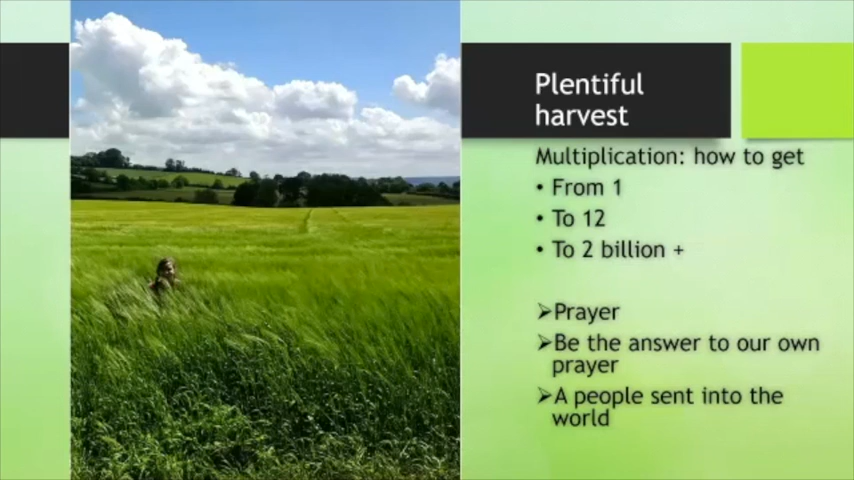 Plentiful
harvest
Multiplication: how to get
• From 1
• To 12
• To 2 billion +
➢Prayer
➢Be the answer to our own
prayer
➢A people sent into the
world